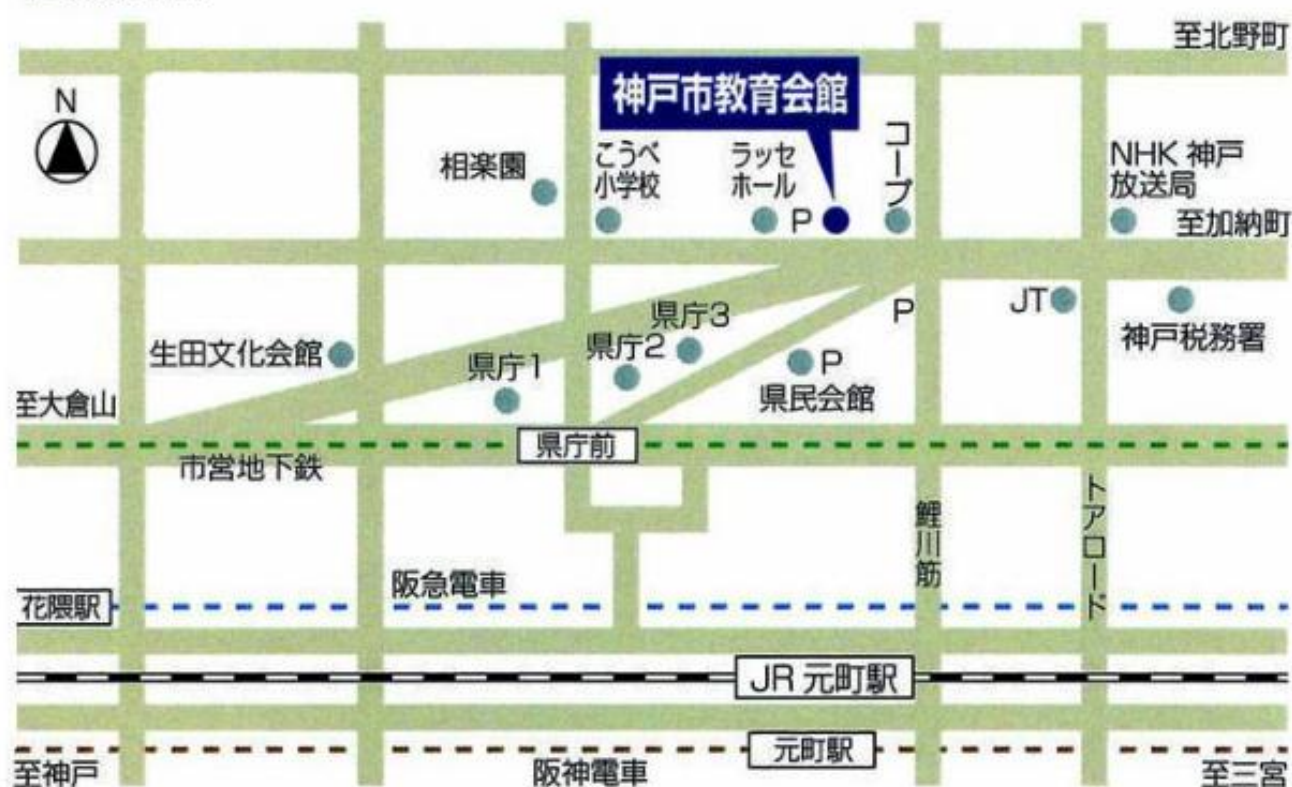 至北野町
N
神戸市教育会館
相楽園
こうべ
小学校
ラッセ
ホール
P
コープ
NHK 神戸
放送局
至加納町
生田文化会館
県庁1
県庁2
県庁3
P
JT
神戸税務署
P
県民会館
至大倉山
県庁前
市営地下鉄
鯉川筋
トアロード
阪急電車
花隈駅
JR 元町駅
元町駅
至神戸
阪神電車
至三宮